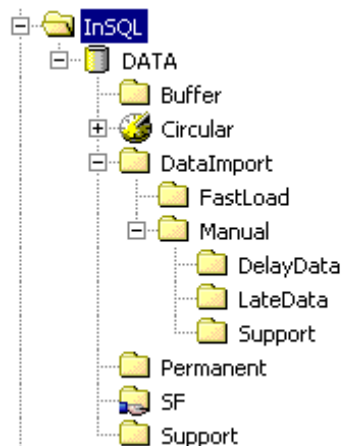 InSQL
DATA
Buffer
Circular
DataImport
FastLoad
Manual
DelayData
LateData
Support
Permanent
SF
Support